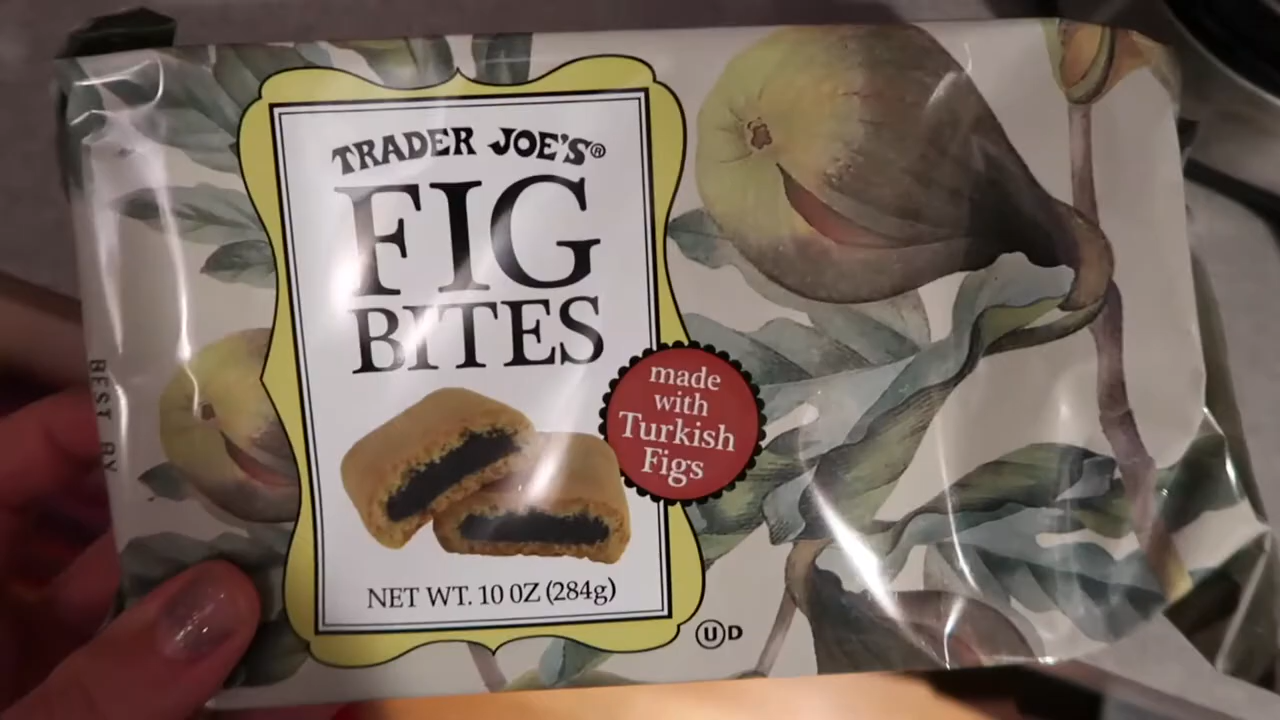 TRADER JOE'S®
FIG
BITES
made
with
Turkish
Figs
NET WT. 10 OZ (284g)
U D
BEST BY